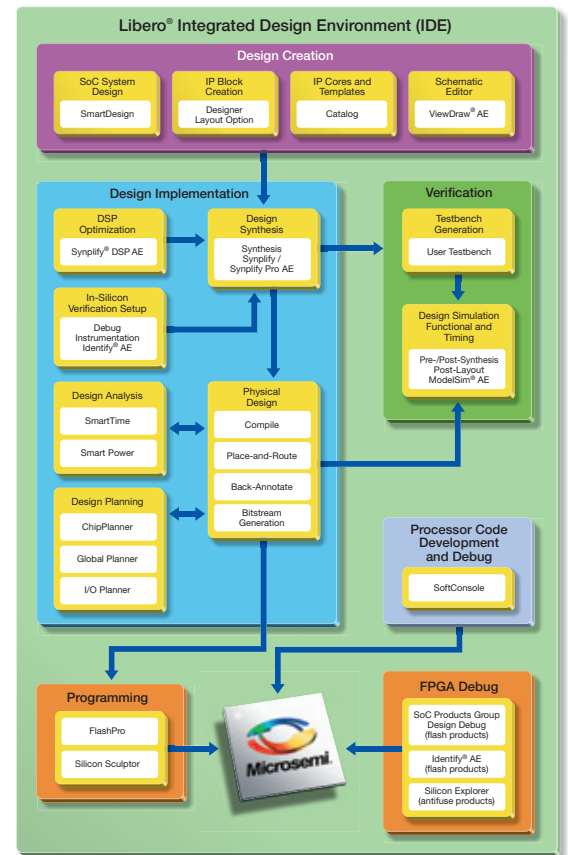 Libero® Integrated Design Environment (IDE)
Design Creation
SoC System
Design
SmartDesign
IP Block
Creation
Designer
Layout Option
IP Cores and
Templates
Catalog
Schematic
Editor
ViewDraw® AE
Design Implementation
DSP
Optimization
Synplify® DSP AE
Design
Synthesis
Synthesis
Synplify /
Synplify Pro AE
In-Silicon
Verification Setup
Debug
Instrumentation
Identify® AE
Design Analysis
SmartTime
Smart Power
Physical
Design
Compile
Place-and-Route
Back-Annotate
Bitstream
Generation
Design Planning
ChipPlanner
Global Planner
I/O Planner
Verification
Testbench
Generation
User Testbench
Design Simulation
Functional and
Timing
Pre-/Post-Synthesis
Post-Layout
ModelSim® AE
Processor Code
Development
and Debug
SoftConsole
Programming
FlashPro
Silicon Sculptor
Microsemi.
FPGA Debug
SoC Products Group
Design Debug
(flash products)
Identify® AE
(flash products)
Silicon Explorer
(antifuse products)